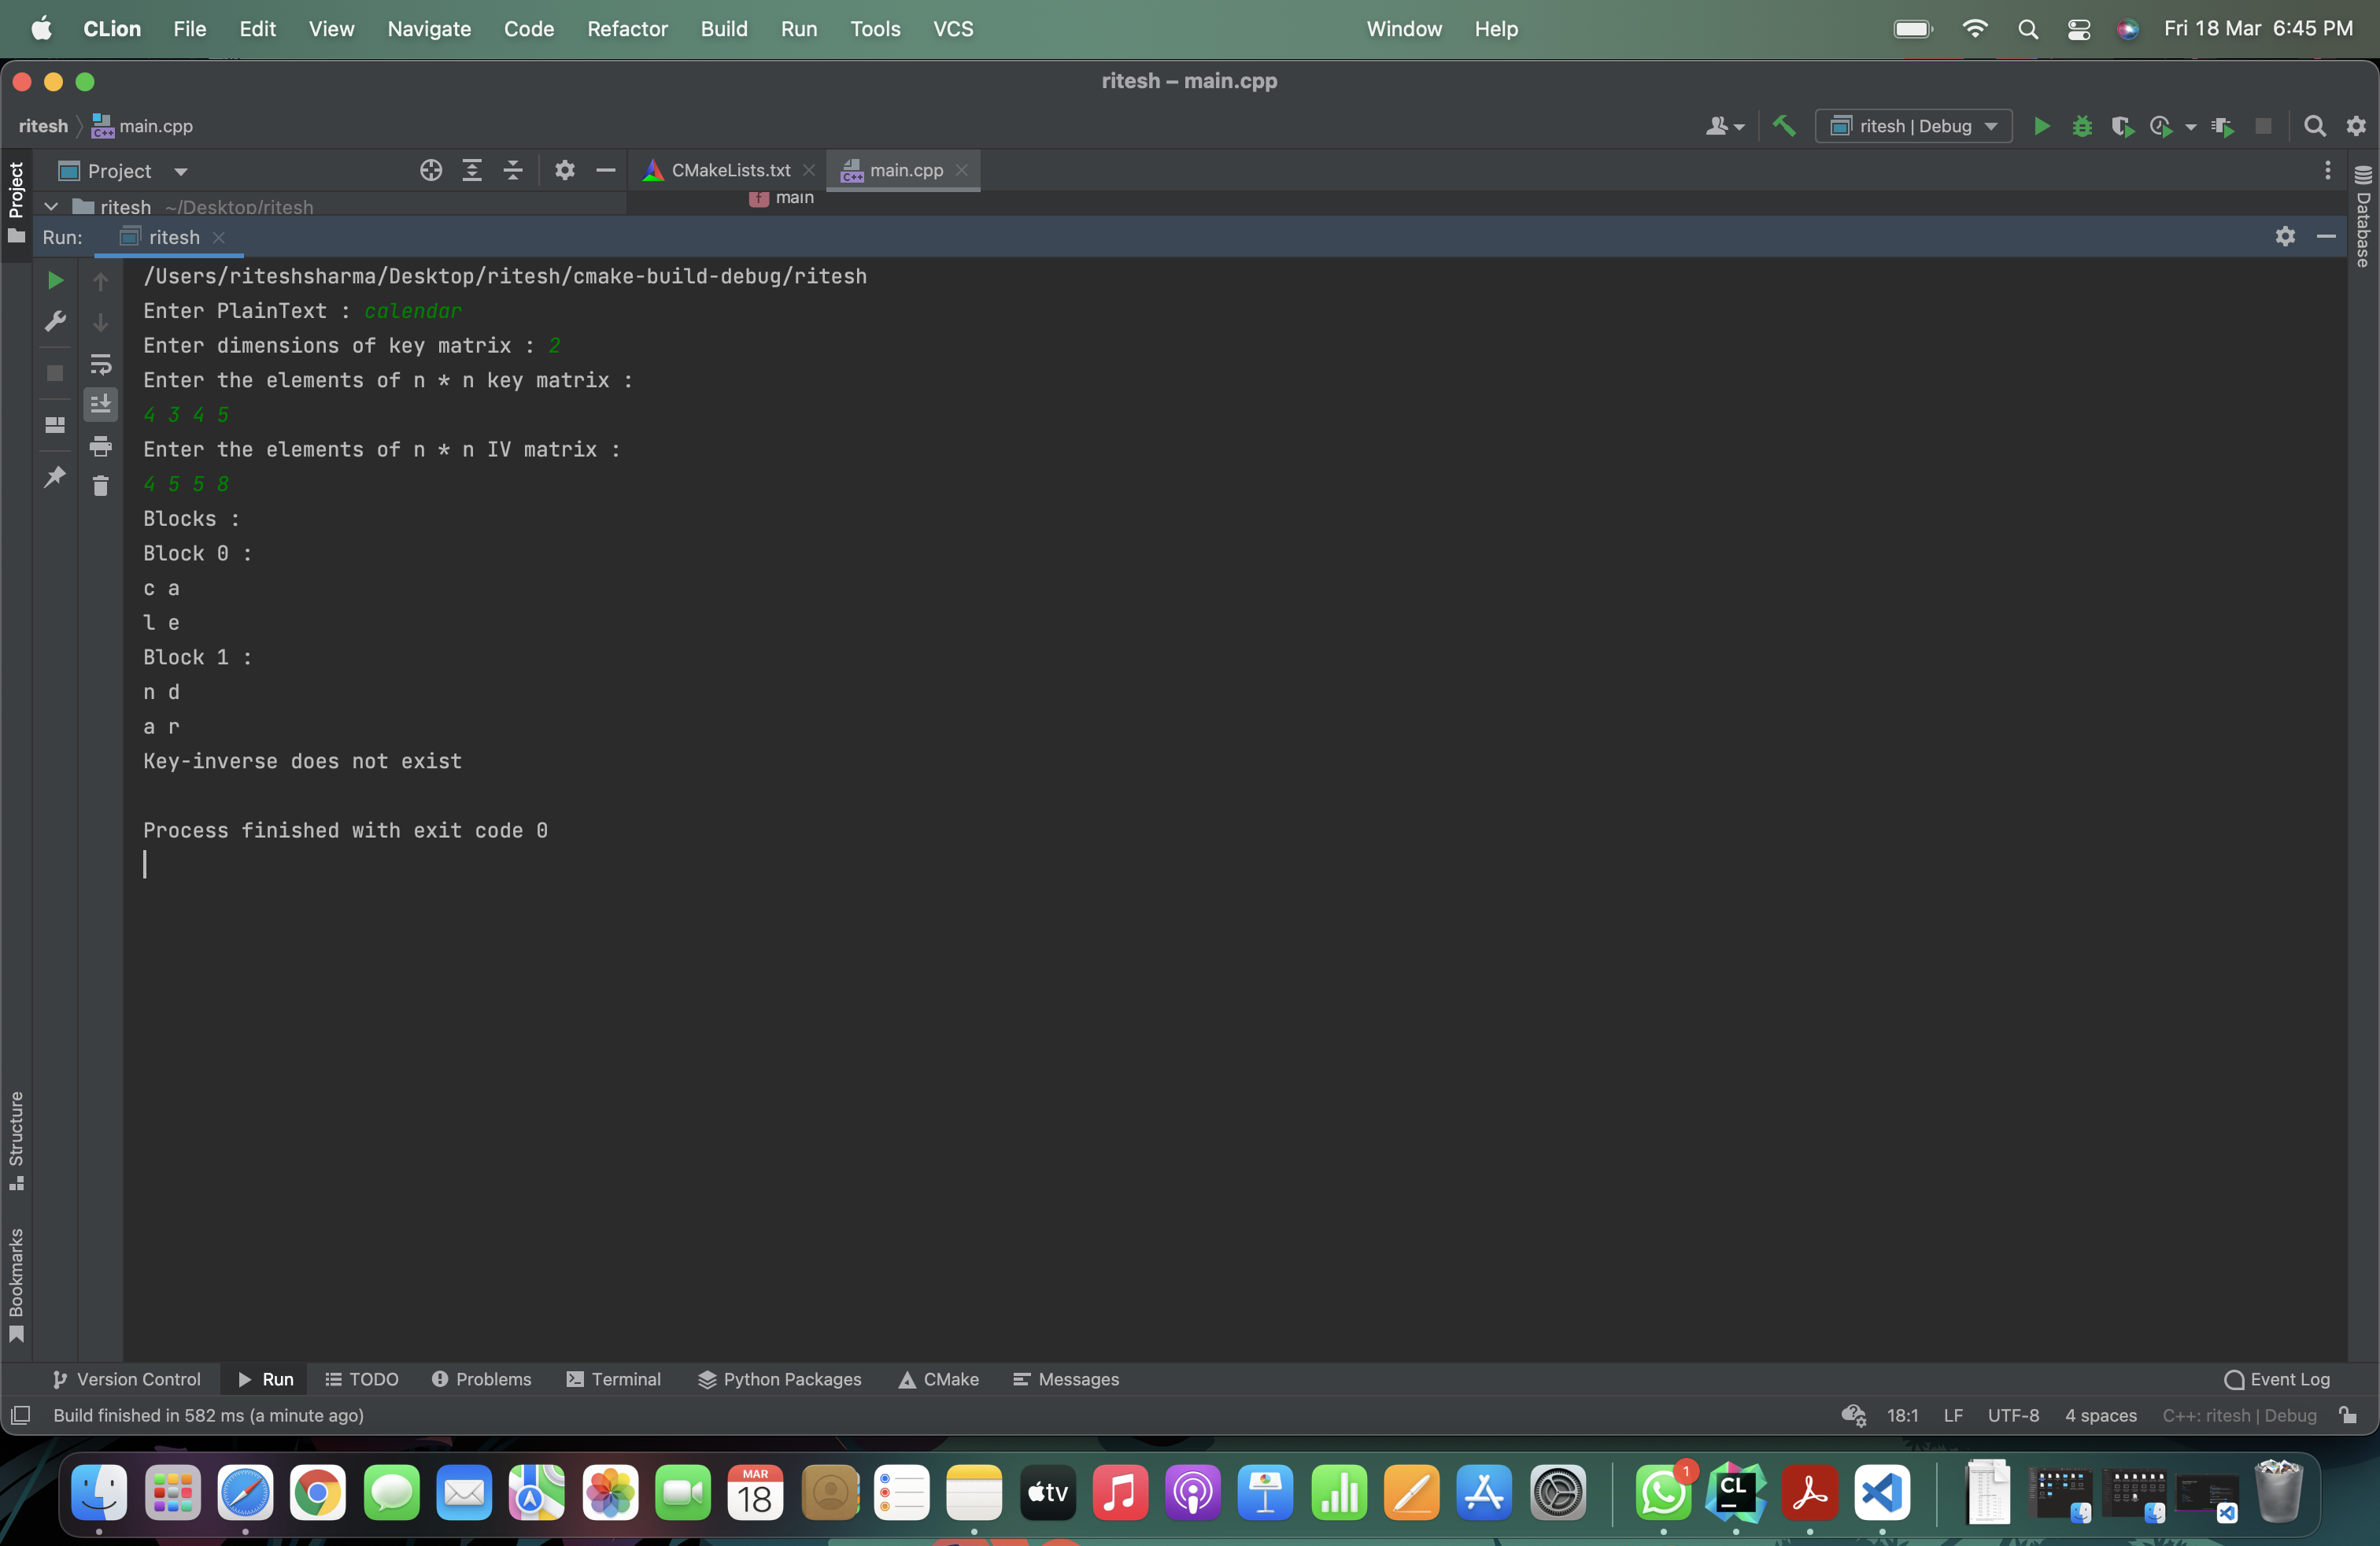 CLion File Edit View Navigate Code Refactor Build Run Tools VCS Window Help Fri 18 Mar 6:45 PM
ritesh – main.cpp
ritesh main.cpp ritesh | Debug
Project Project CMakeLists.txt main.cpp
ritesh ~/Desktop/ritesh main
Database
Run: ritesh
/Users/riteshsharma/Desktop/ritesh/cmake-build-debug/ritesh
Enter PlainText : calendar
Enter dimensions of key matrix : 2
Enter the elements of n * n key matrix :
4 3 4 5
Enter the elements of n * n IV matrix :
4 5 5 8
Blocks :
Block 0 :
c a
l e
Block 1 :
n d
a r
Key-inverse does not exist
Process finished with exit code 0
Structure
Bookmarks
Version Control Run TODO Problems Terminal Python Packages CMake Messages Event Log
Build finished in 582 ms (a minute ago) 18:1 LF UTF-8 4 spaces C++: ritesh | Debug
MAR
18
tv
1
CL